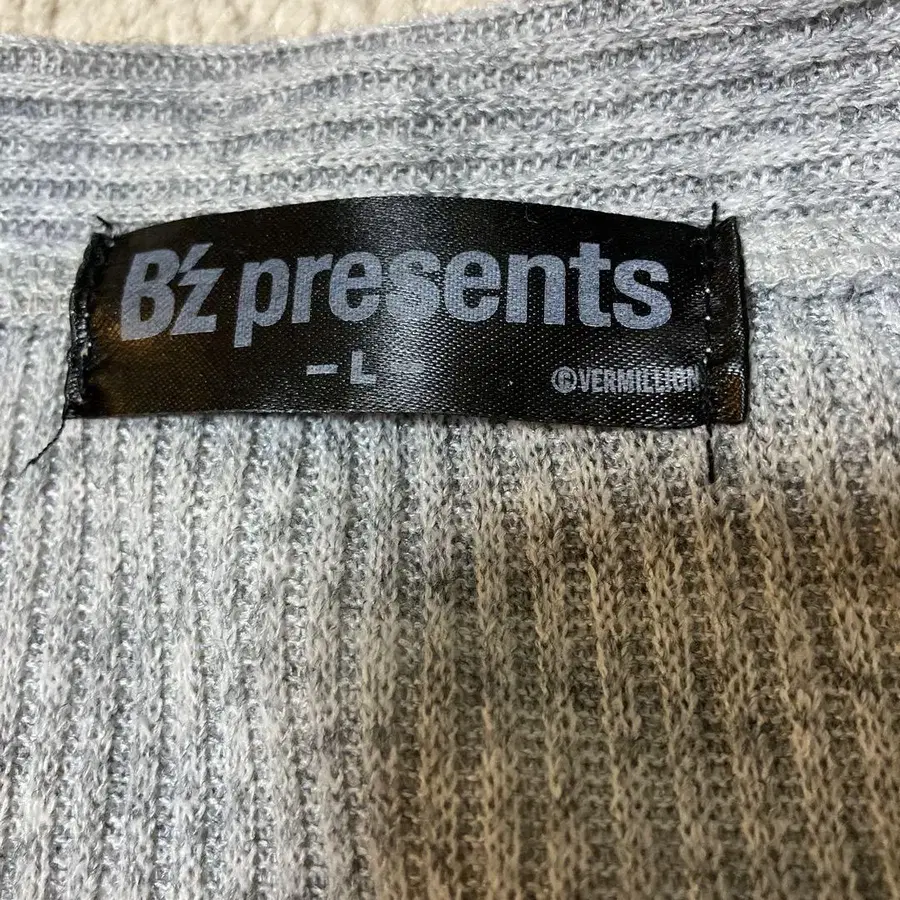 B'z presents
– L –
©VERMILLION